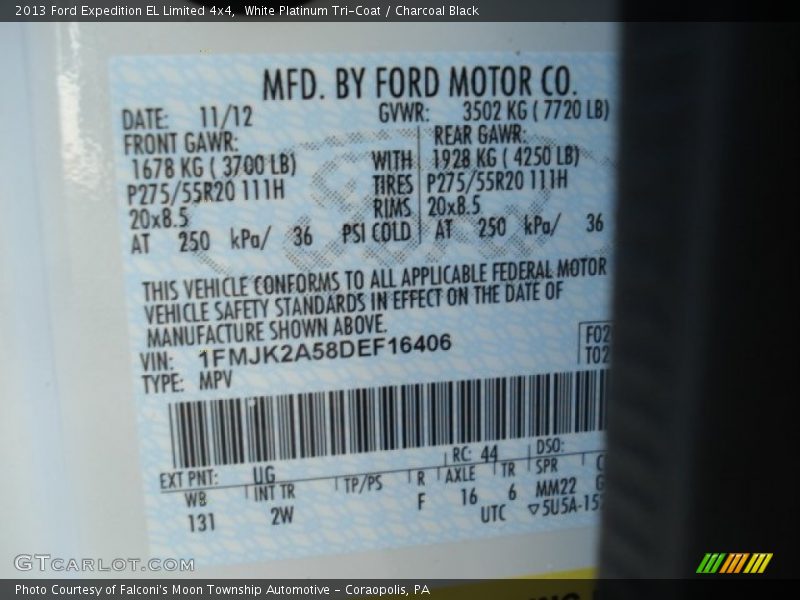 2013 Ford Expedition EL Limited 4x4,  White Platinum Tri-Coat / Charcoal Black
MFD. BY FORD MOTOR CO.
DATE: 11/12 GVWR: 3502 KG ( 7720 LB)
FRONT GAWR: REAR GAWR:
1678 KG ( 3700 LB) WITH 1928 KG ( 4250 LB)
P275/55R20 111H TIRES P275/55R20 111H
20x8.5 RIMS 20x8.5
AT 250 kPa/ 36 PSI COLD AT 250 kPa/ 36
THIS VEHICLE CONFORMS TO ALL APPLICABLE FEDERAL MOTOR
VEHICLE SAFETY STANDARDS IN EFFECT ON THE DATE OF
MANUFACTURE SHOWN ABOVE.
VIN: 1FMJK2A58DEF16406 F02
TYPE: MPV T02
EXT PNT: UG RC: 44 DSO:
WB INT TR TP/PS R AXLE TR SPR
131 2W F 16 6 MM22
UTC ▽5U5A-15
GTCARLOT.COM
Photo Courtesy of Falconi's Moon Township Automotive - Coraopolis, PA